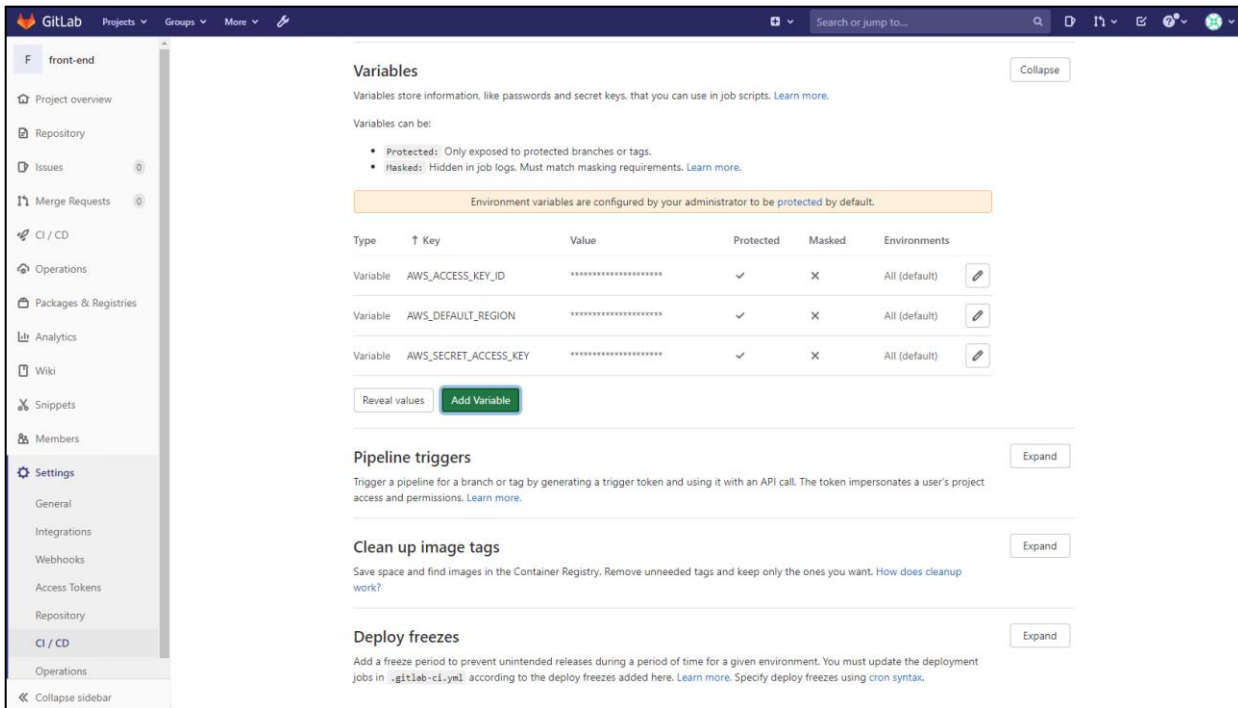 GitLab Projects Groups More Search or jump to...
F front-end
Project overview
Repository
Issues 0
Merge Requests 0
CI / CD
Operations
Packages & Registries
Analytics
Wiki
Snippets
Members
Settings
General
Integrations
Webhooks
Access Tokens
Repository
CI / CD
Operations
Collapse sidebar
Variables Collapse
Variables store information, like passwords and secret keys, that you can use in job scripts. Learn more.
Variables can be:
• Protected: Only exposed to protected branches or tags.
• Masked: Hidden in job logs. Must match masking requirements. Learn more.
Environment variables are configured by your administrator to be protected by default.
Type ↑ Key Value Protected Masked Environments
Variable AWS_ACCESS_KEY_ID ********************* ✓ ✕ All (default)
Variable AWS_DEFAULT_REGION ********************* ✓ ✕ All (default)
Variable AWS_SECRET_ACCESS_KEY ********************* ✓ ✕ All (default)
Reveal values Add Variable
Pipeline triggers Expand
Trigger a pipeline for a branch or tag by generating a trigger token and using it with an API call. The token impersonates a user's project
access and permissions. Learn more.
Clean up image tags Expand
Save space and find images in the Container Registry. Remove unneeded tags and keep only the ones you want. How does cleanup
work?
Deploy freezes Expand
Add a freeze period to prevent unintended releases during a period of time for a given environment. You must update the deployment
jobs in .gitlab-ci.yml according to the deploy freezes added here. Learn more. Specify deploy freezes using cron syntax.